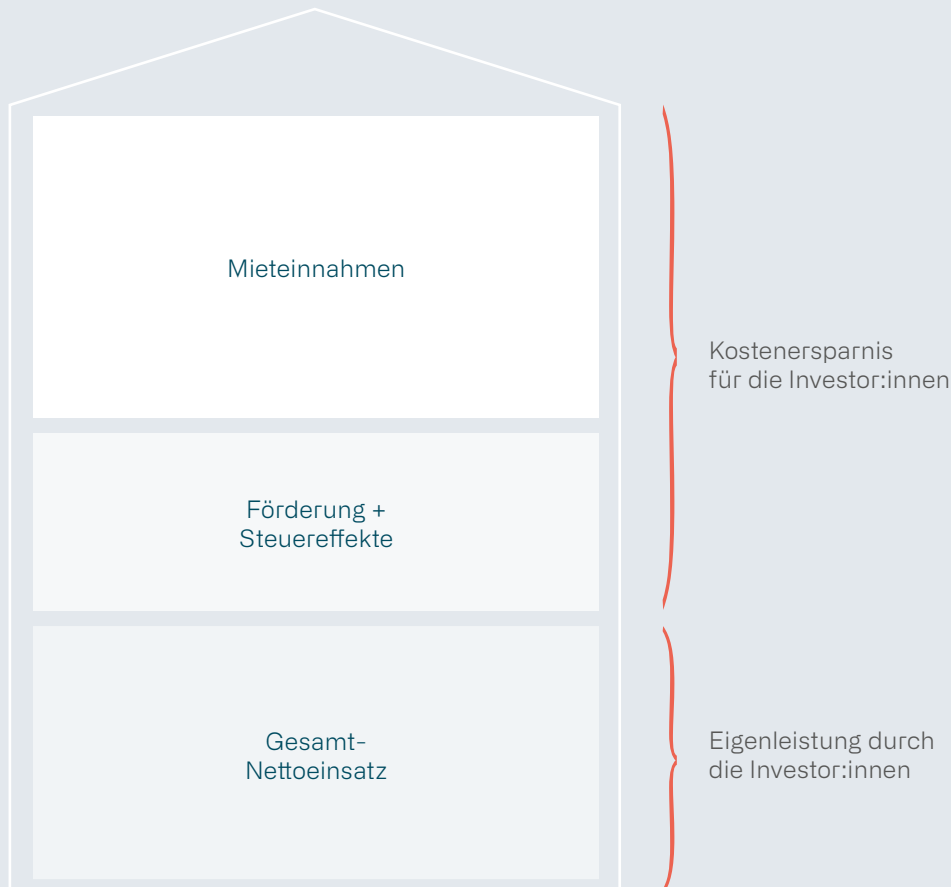 Mieteinnahmen
Kostenersparnis
für die Investor:innen
Förderung +
Steuereffekte
Gesamt-
Nettoeinsatz
Eigenleistung durch
die Investor:innen